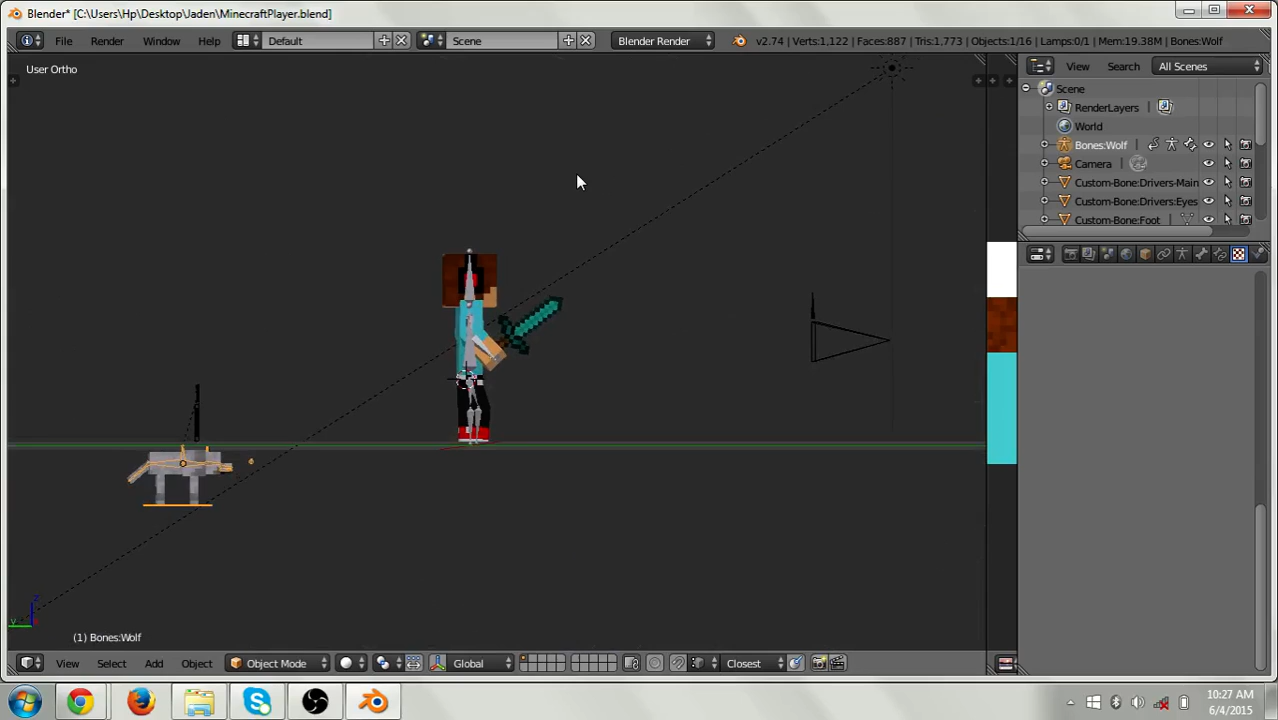 Blender* [C:\Users\Hp\Desktop\Jaden\MinecraftPlayer.blend]
File Render Window Help Default Scene Blender Render v2.74 | Verts:1,122 | Faces:887 | Tris:1,773 | Objects:1/16 | Lamps:0/1 | Mem:19.38M | Bones:Wolf
User Ortho
View Search All Scenes
Scene
RenderLayers
World
Bones:Wolf
Camera
Custom-Bone:Drivers-Main
Custom-Bone:Drivers:Eyes
Custom-Bone:Foot
z
y
(1) Bones:Wolf
View Select Add Object Object Mode Global Closest
10:27 AM
6/4/2015